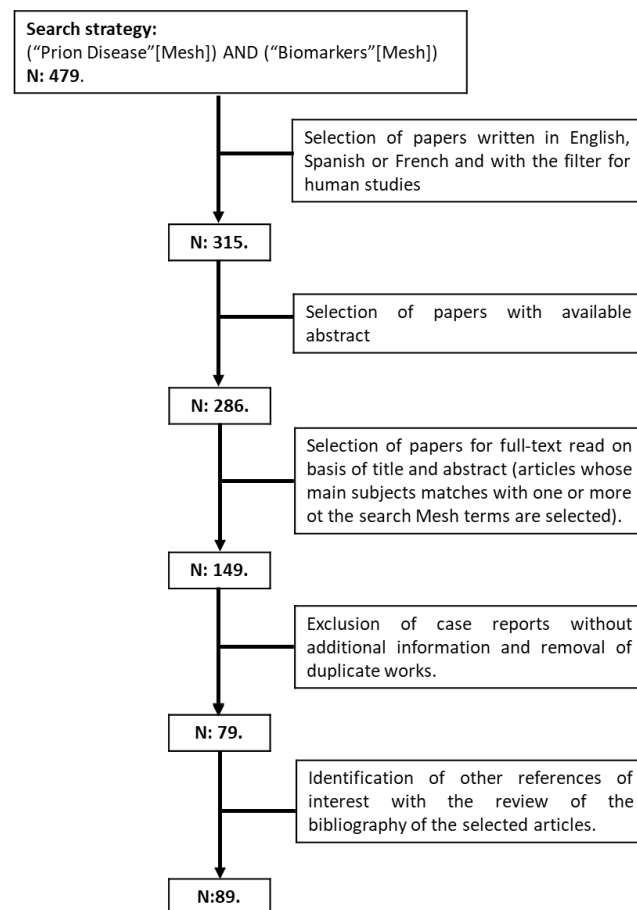 Search strategy:
(“Prion Disease”[Mesh]) AND (“Biomarkers”[Mesh])
N: 479.
Selection of papers written in English,
Spanish or French and with the filter for
human studies
N: 315.
Selection of papers with available
abstract
N: 286.
Selection of papers for full-text read on
basis of title and abstract (articles whose
main subjects matches with one or more
ot the search Mesh terms are selected).
N: 149.
Exclusion of case reports without
additional information and removal of
duplicate works.
N: 79.
Identification of other references of
interest with the review of the
bibliography of the selected articles.
N:89.